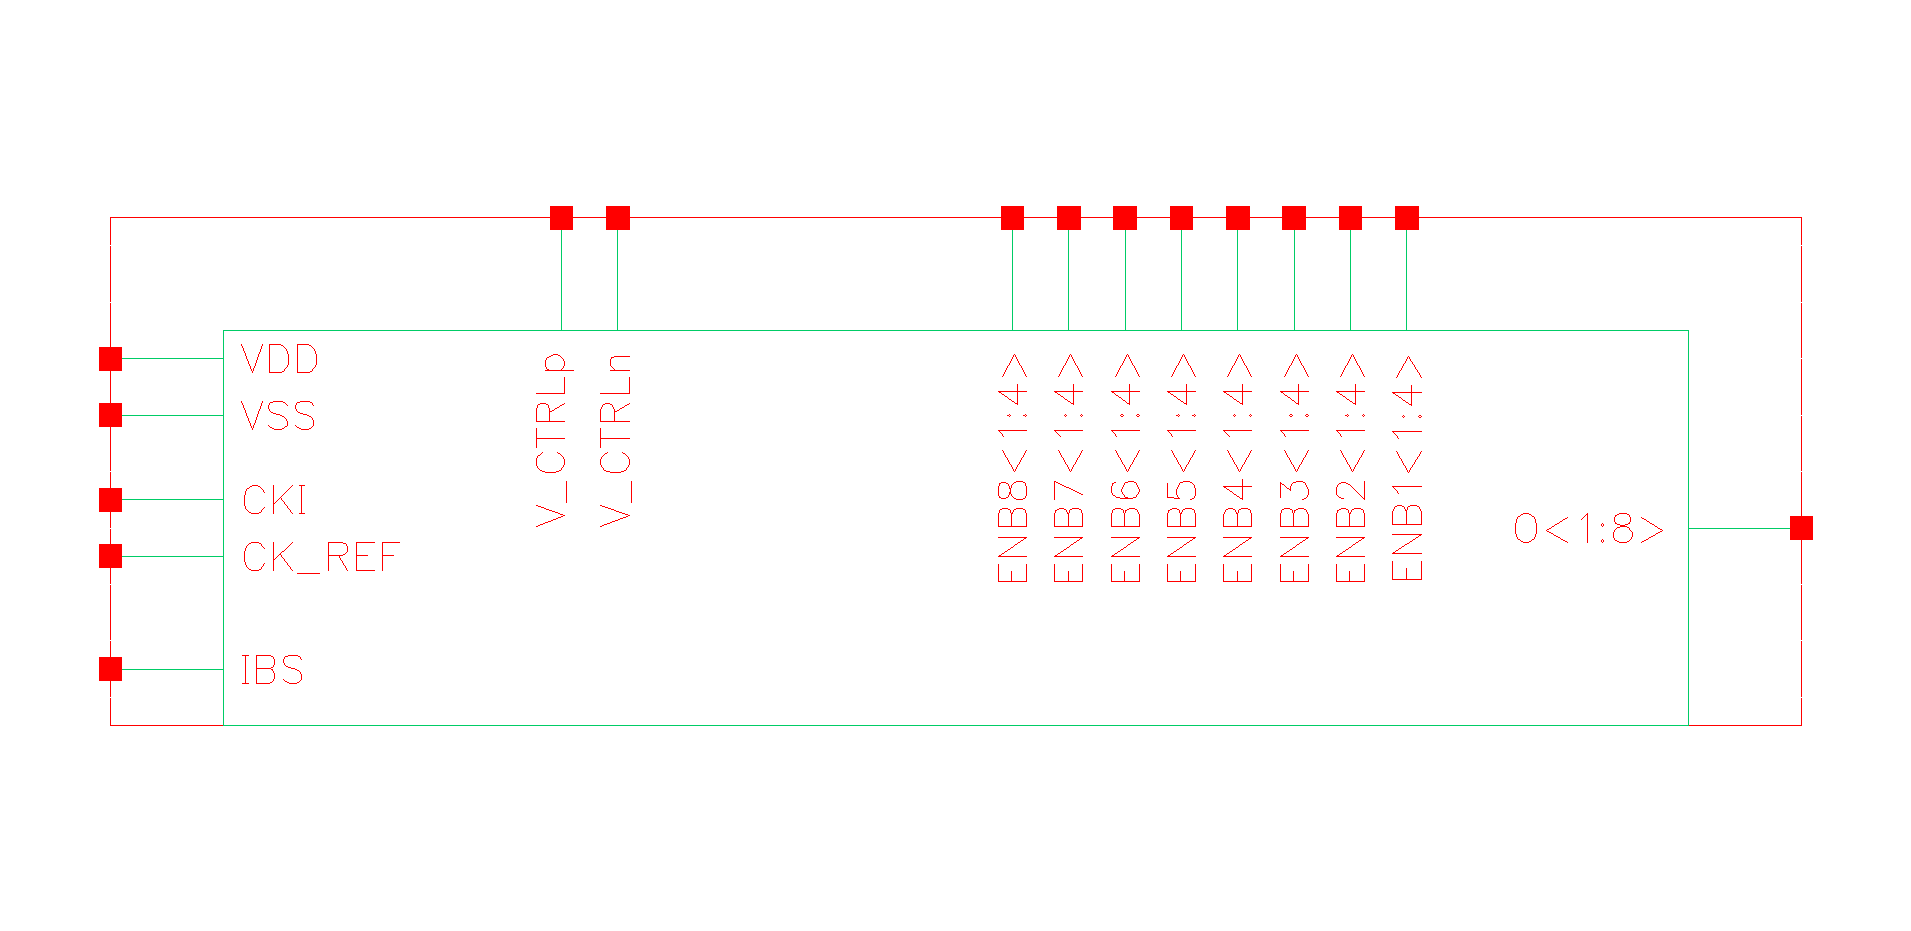 VDD
VSS
CKI
CK_REF
IBS
V_CTRLp
V_CTRLn
ENB8<1:4>
ENB7<1:4>
ENB6<1:4>
ENB5<1:4>
ENB4<1:4>
ENB3<1:4>
ENB2<1:4>
ENB1<1:4>
O<1:8>